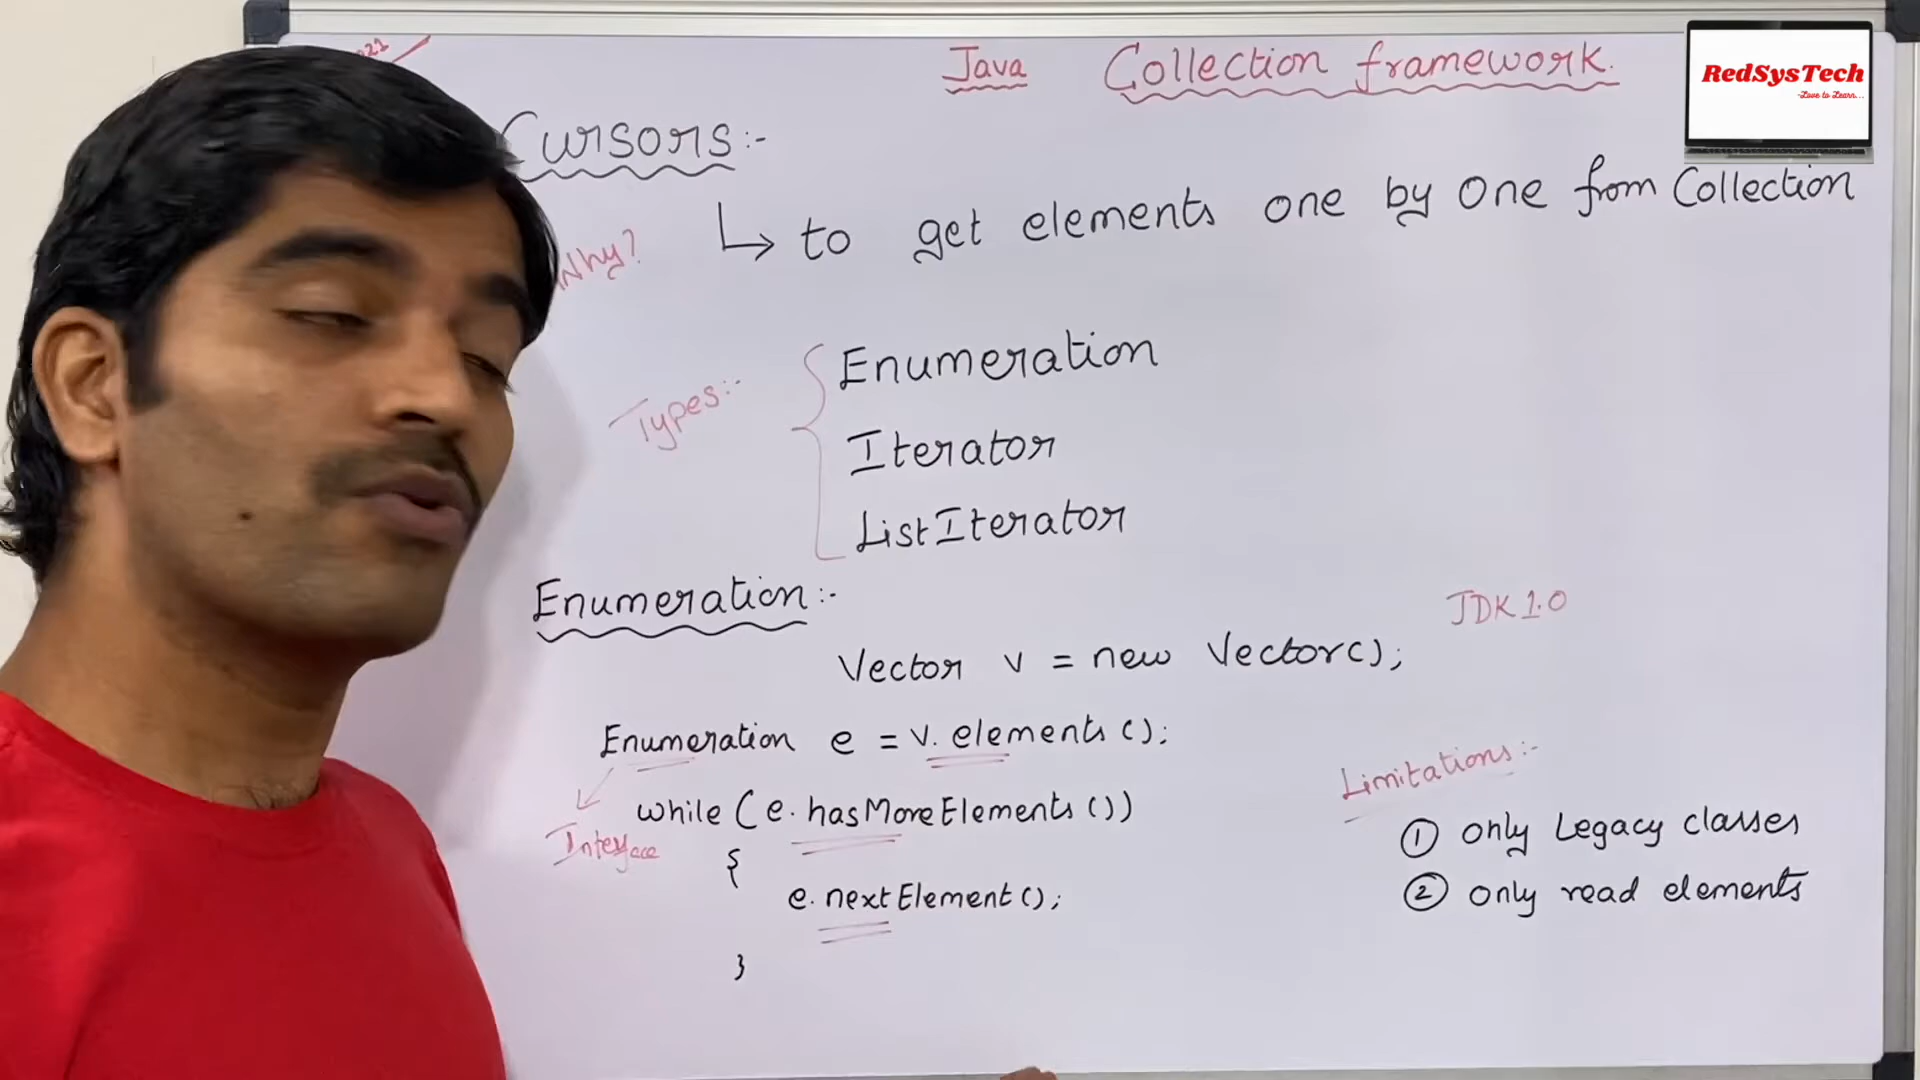 Java Collection framework.
RedSysTech
-Love to Learn...
Cursors:-
Why?
↳ to get elements one by One from Collection
Types:-
Enumeration
Iterator
ListIterator
Enumeration:-
JDK 1.0
Vector v = new Vector();
Enumeration e = v.elements();
Interface
while (e.hasMoreElements())
{
e.nextElement();
}
Limitations:-
① only Legacy classes
② only read elements